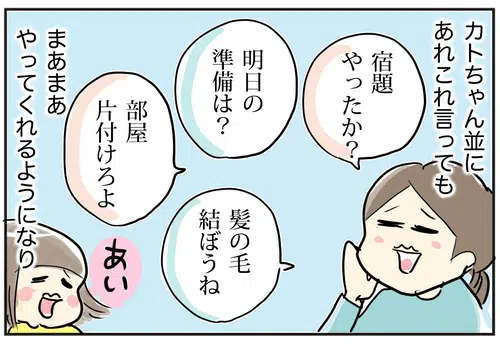 カトちゃん並に
あれこれ言っても
宿題
やったか？
明日の
準備は？
部屋
片付けろよ
髪の毛
結ぼうね
あい
まあまあ
やってくれるようになり